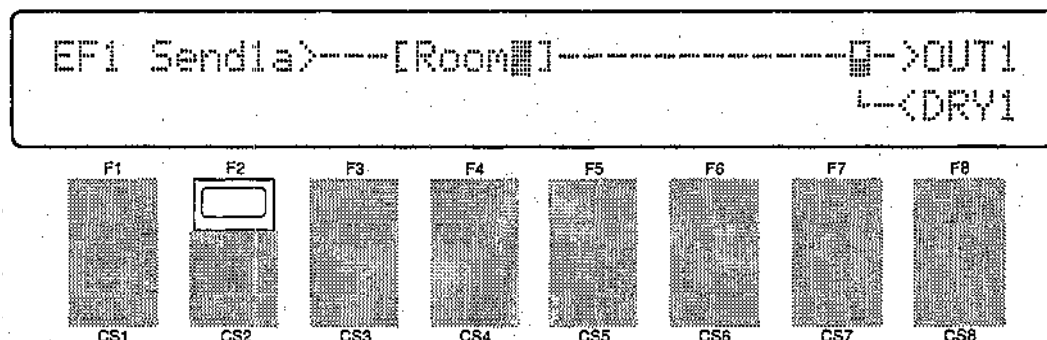 EF1 Send1a>----[Room▒]--------------------▯->OUT1
└-<DRY1
F1 F2 F3 F4 F5 F6 F7 F8
CS1 CS2 CS3 CS4 CS5 CS6 CS7 CS8